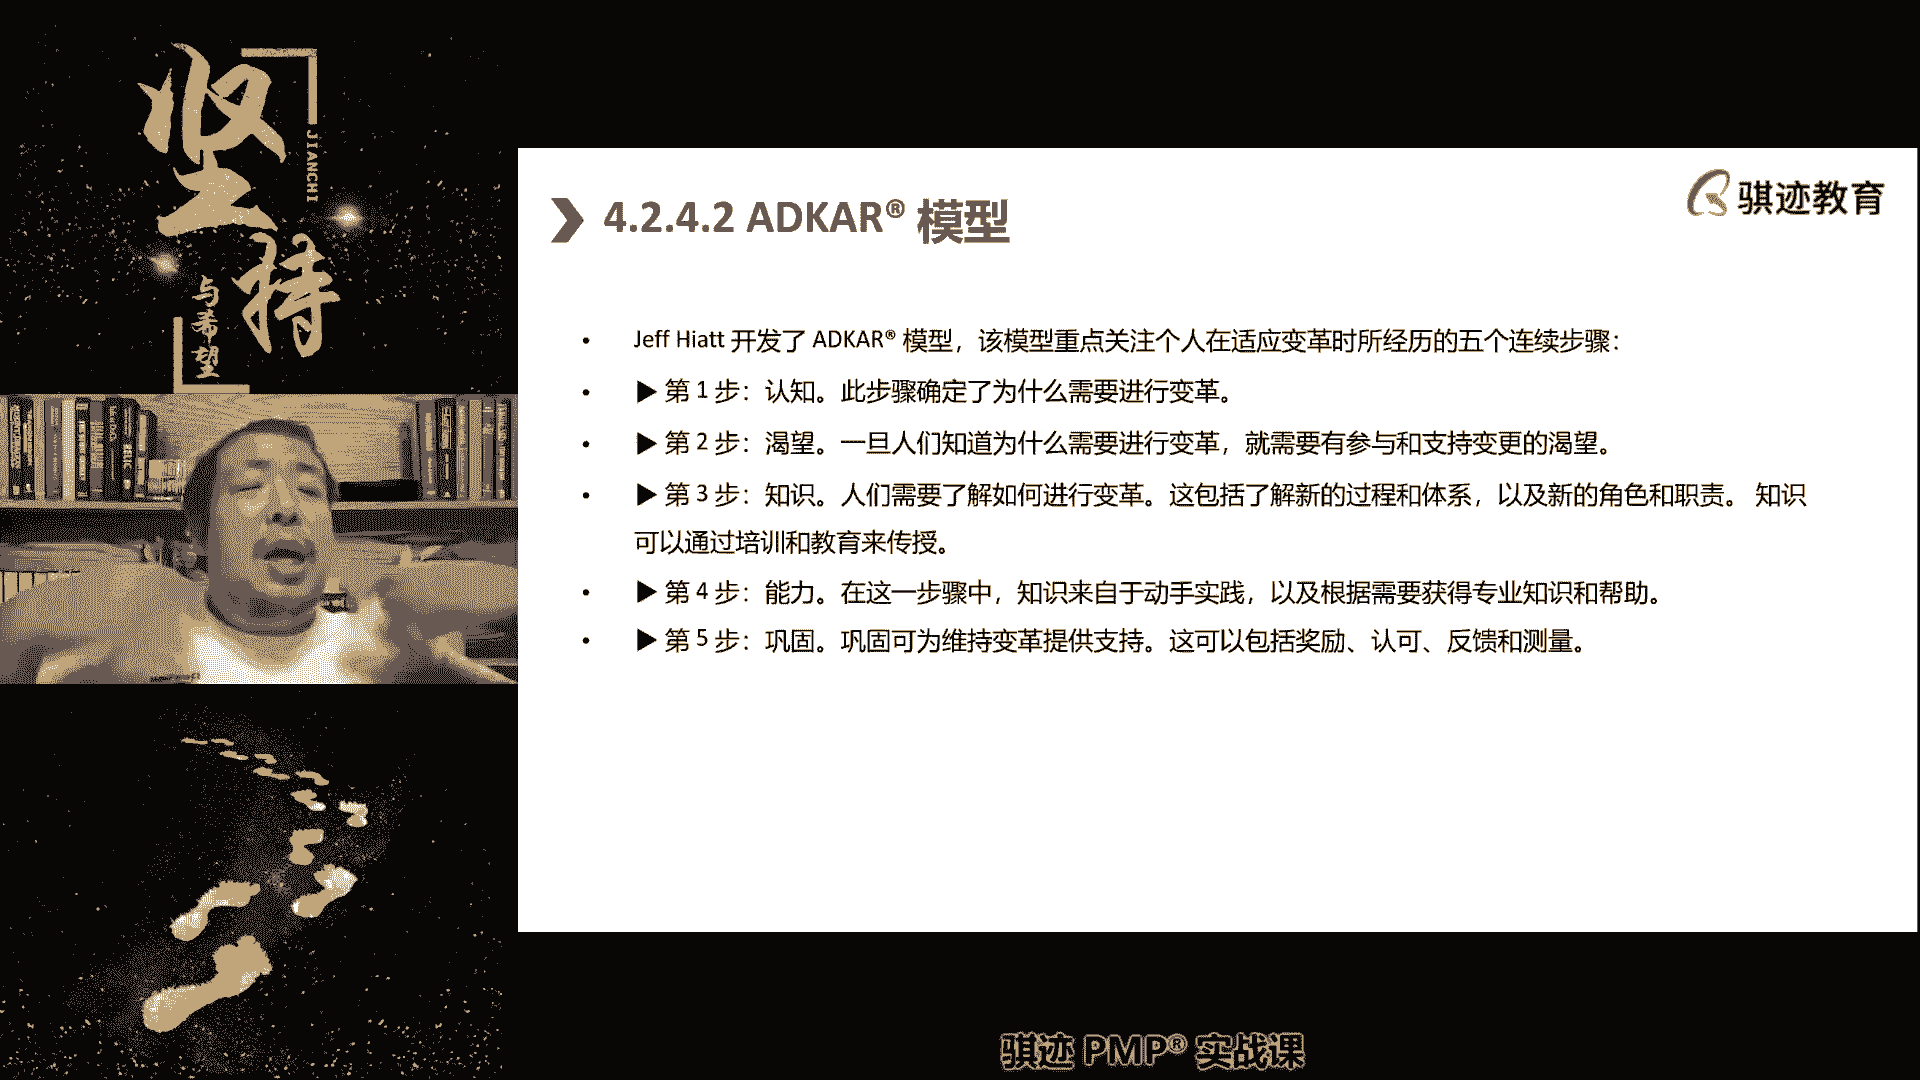 坚持
JIANCHI
与希望
骐迹教育
4.2.4.2 ADKAR® 模型
• Jeff Hiatt 开发了 ADKAR® 模型，该模型重点关注个人在适应变革时所经历的五个连续步骤：
• ▶ 第 1 步：认知。此步骤确定了为什么需要进行变革。
• ▶ 第 2 步：渴望。一旦人们知道为什么需要进行变革，就需要有参与和支持变更的渴望。
• ▶ 第 3 步：知识。人们需要了解如何进行变革。这包括了解新的过程和体系，以及新的角色和职责。 知识
可以通过培训和教育来传授。
• ▶ 第 4 步：能力。在这一步骤中，知识来自于动手实践，以及根据需要获得专业知识和帮助。
• ▶ 第 5 步：巩固。巩固可为维持变革提供支持。这可以包括奖励、认可、反馈和测量。
骐迹 PMP® 实战课